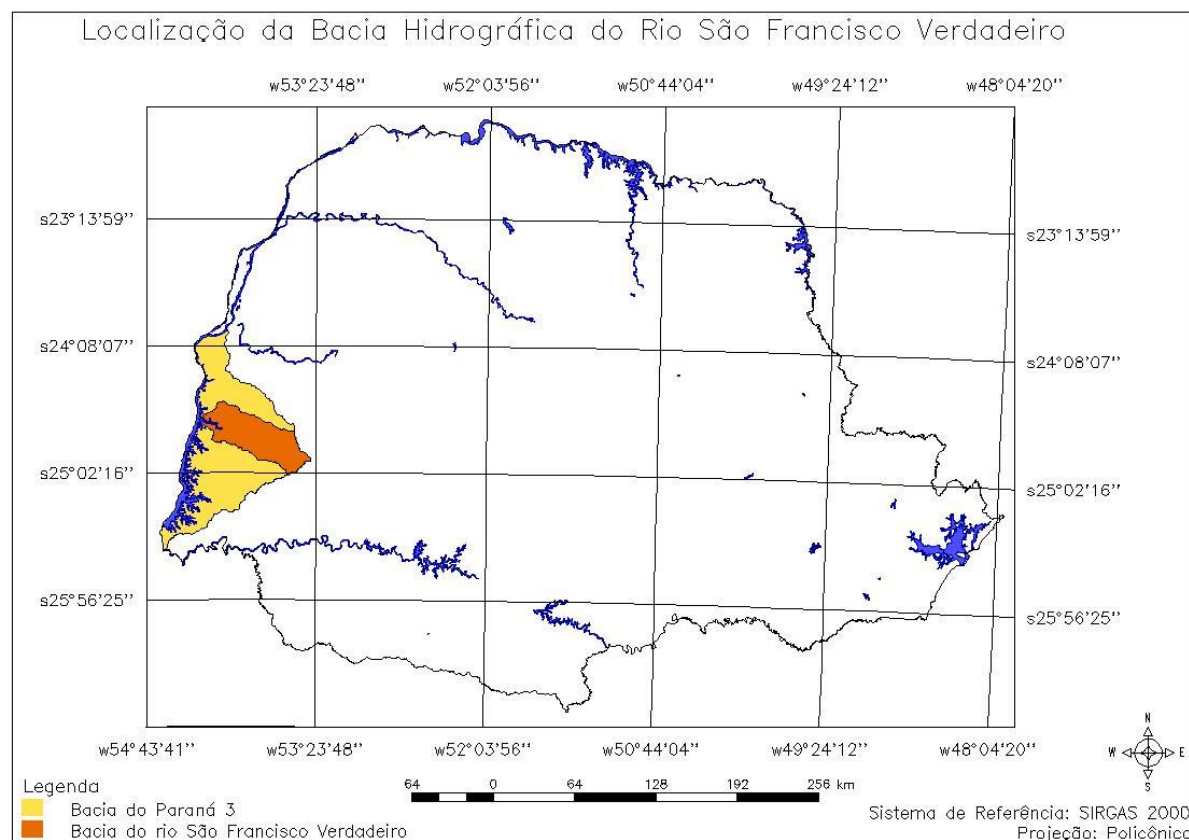 Localização da Bacia Hidrográfica do Rio São Francisco Verdadeiro
w53°23'48'' w52°03'56'' w50°44'04'' w49°24'12'' w48°04'20''
s23°13'59'' s23°13'59''
s24°08'07'' s24°08'07''
s25°02'16'' s25°02'16''
s25°56'25'' s25°56'25''
w54°43'41'' w53°23'48'' w52°03'56'' w50°44'04'' w49°24'12'' w48°04'20''
N
W E
S
Legenda
64 0 64 128 192 256 km
Bacia do Paraná 3
Bacia do rio São Francisco Verdadeiro
Sistema de Referência: SIRGAS 2000
Projeção: Policônica